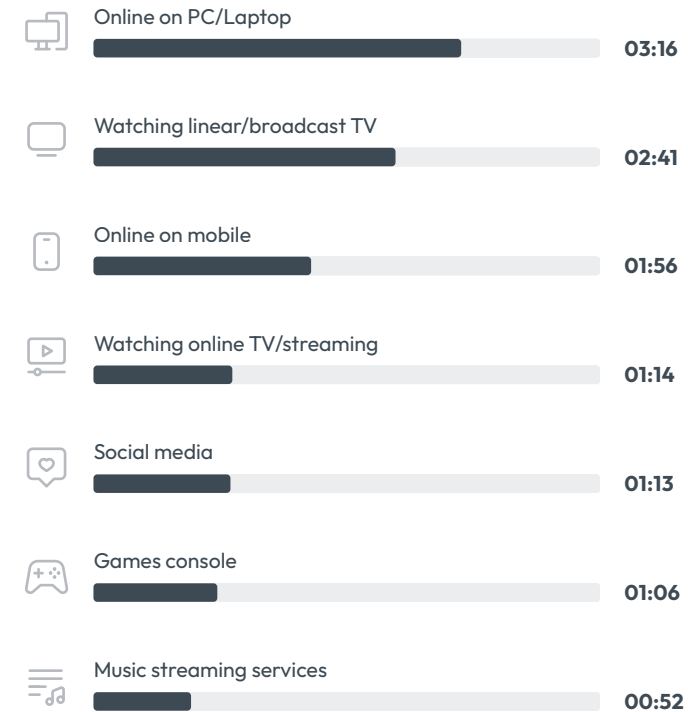 Online on PC/Laptop
03:16
Watching linear/broadcast TV
02:41
Online on mobile
01:56
Watching online TV/streaming
01:14
Social media
01:13
Games console
01:06
Music streaming services
00:52